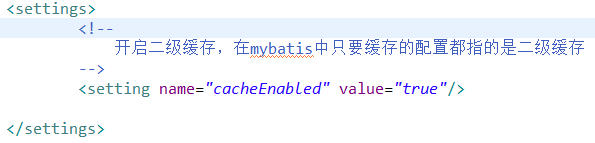 <settings>
<!--
开启二级缓存，在mybatis中只要缓存的配置都指的是二级缓存
-->
<setting name="cacheEnabled" value="true"/>
</settings>